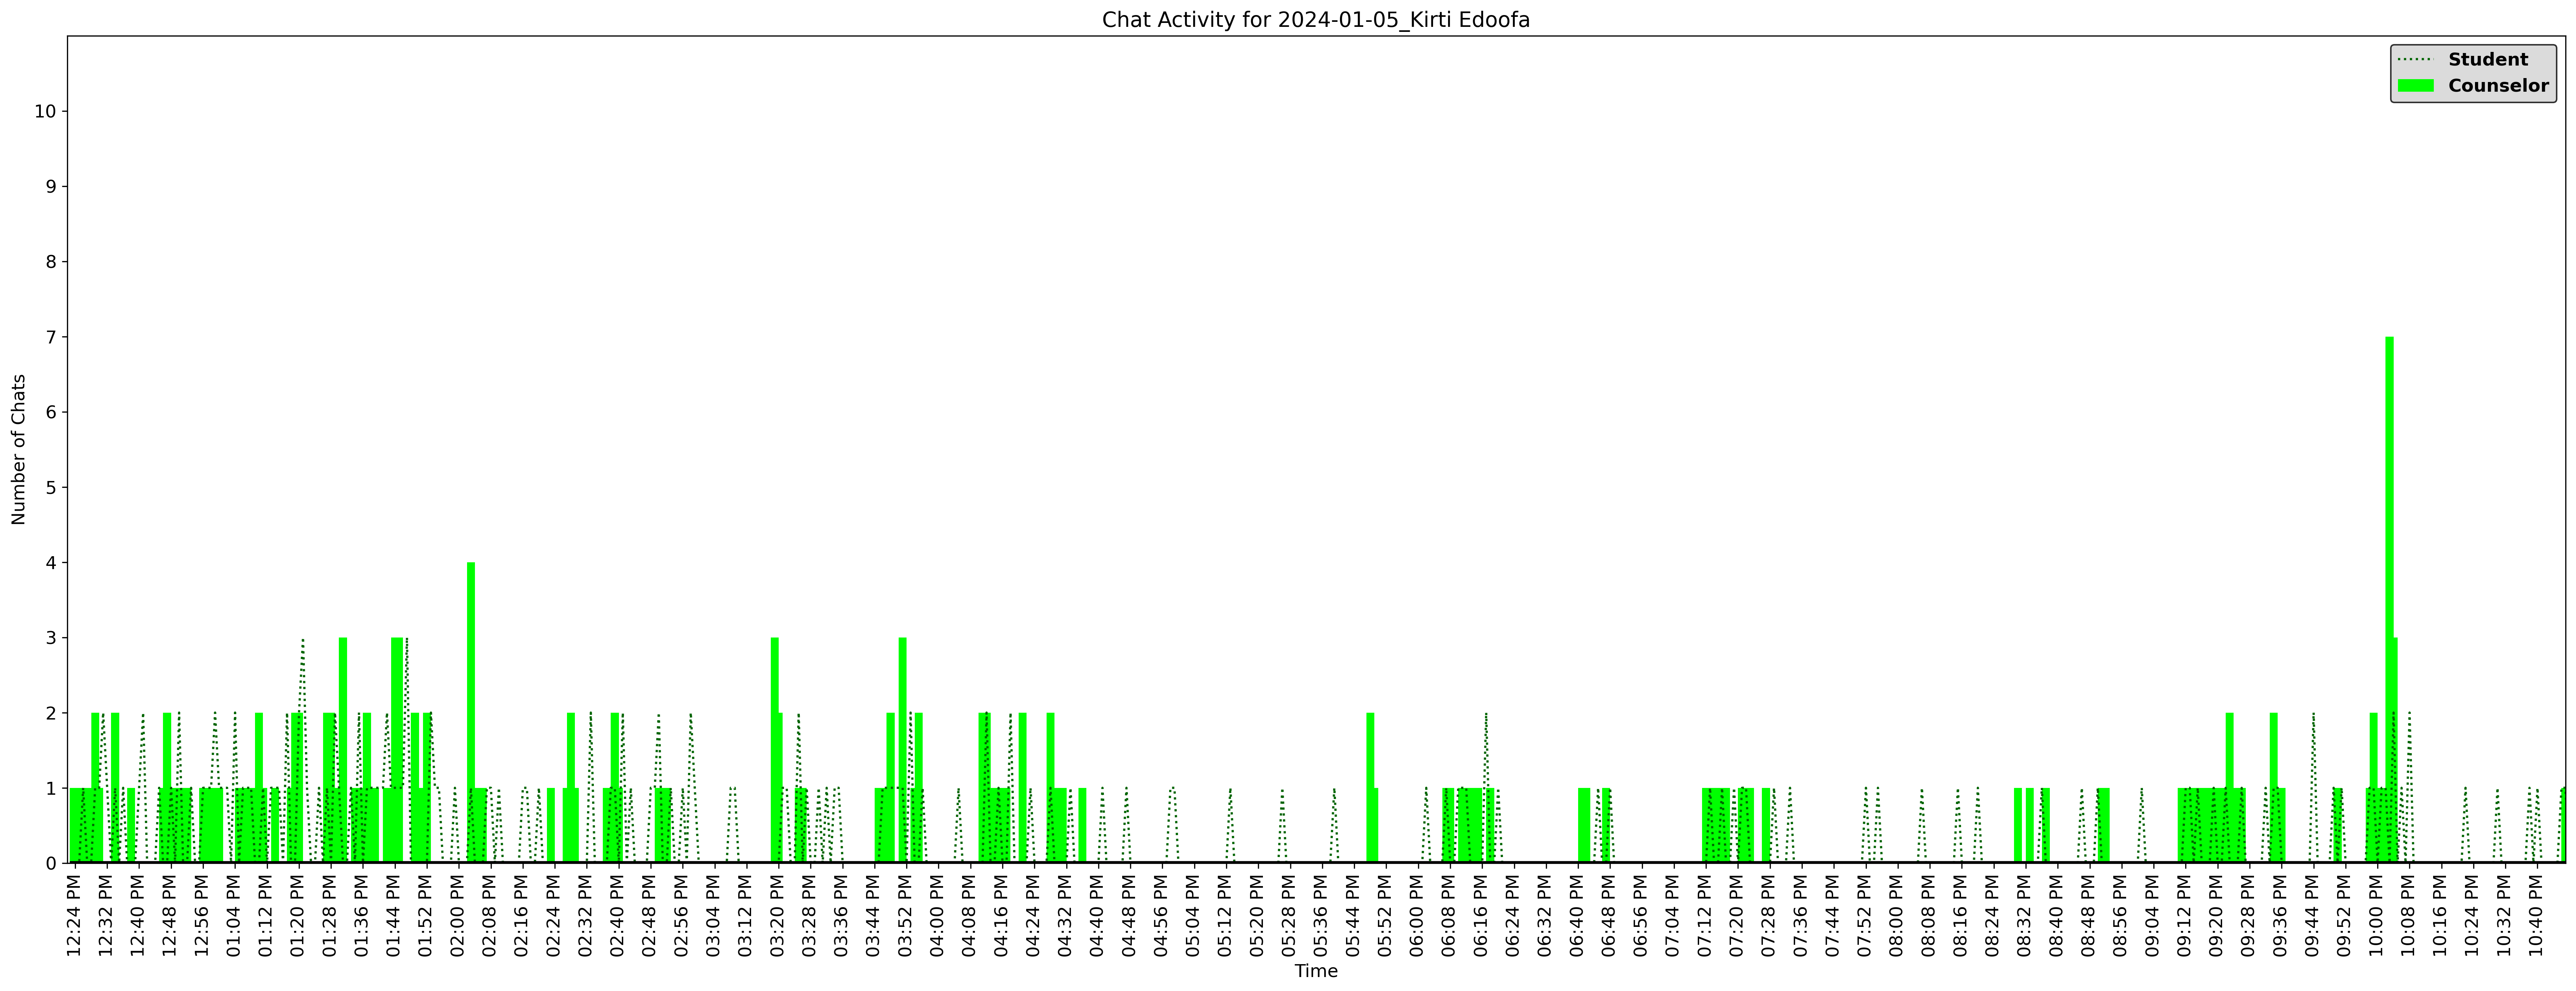 Chat Activity for 2024-01-05_Kirti Edoofa
Student
Counselor
Number of Chats
10
9
8
7
6
5
4
3
2
1
0
12:24 PM
12:32 PM
12:40 PM
12:48 PM
12:56 PM
01:04 PM
01:12 PM
01:20 PM
01:28 PM
01:36 PM
01:44 PM
01:52 PM
02:00 PM
02:08 PM
02:16 PM
02:24 PM
02:32 PM
02:40 PM
02:48 PM
02:56 PM
03:04 PM
03:12 PM
03:20 PM
03:28 PM
03:36 PM
03:44 PM
03:52 PM
04:00 PM
04:08 PM
04:16 PM
04:24 PM
04:32 PM
04:40 PM
04:48 PM
04:56 PM
05:04 PM
05:12 PM
05:20 PM
05:28 PM
05:36 PM
05:44 PM
05:52 PM
06:00 PM
06:08 PM
06:16 PM
06:24 PM
06:32 PM
06:40 PM
06:48 PM
06:56 PM
07:04 PM
07:12 PM
07:20 PM
07:28 PM
07:36 PM
07:44 PM
07:52 PM
08:00 PM
08:08 PM
08:16 PM
08:24 PM
08:32 PM
08:40 PM
08:48 PM
08:56 PM
09:04 PM
09:12 PM
09:20 PM
09:28 PM
09:36 PM
09:44 PM
09:52 PM
10:00 PM
10:08 PM
10:16 PM
10:24 PM
10:32 PM
10:40 PM
Time